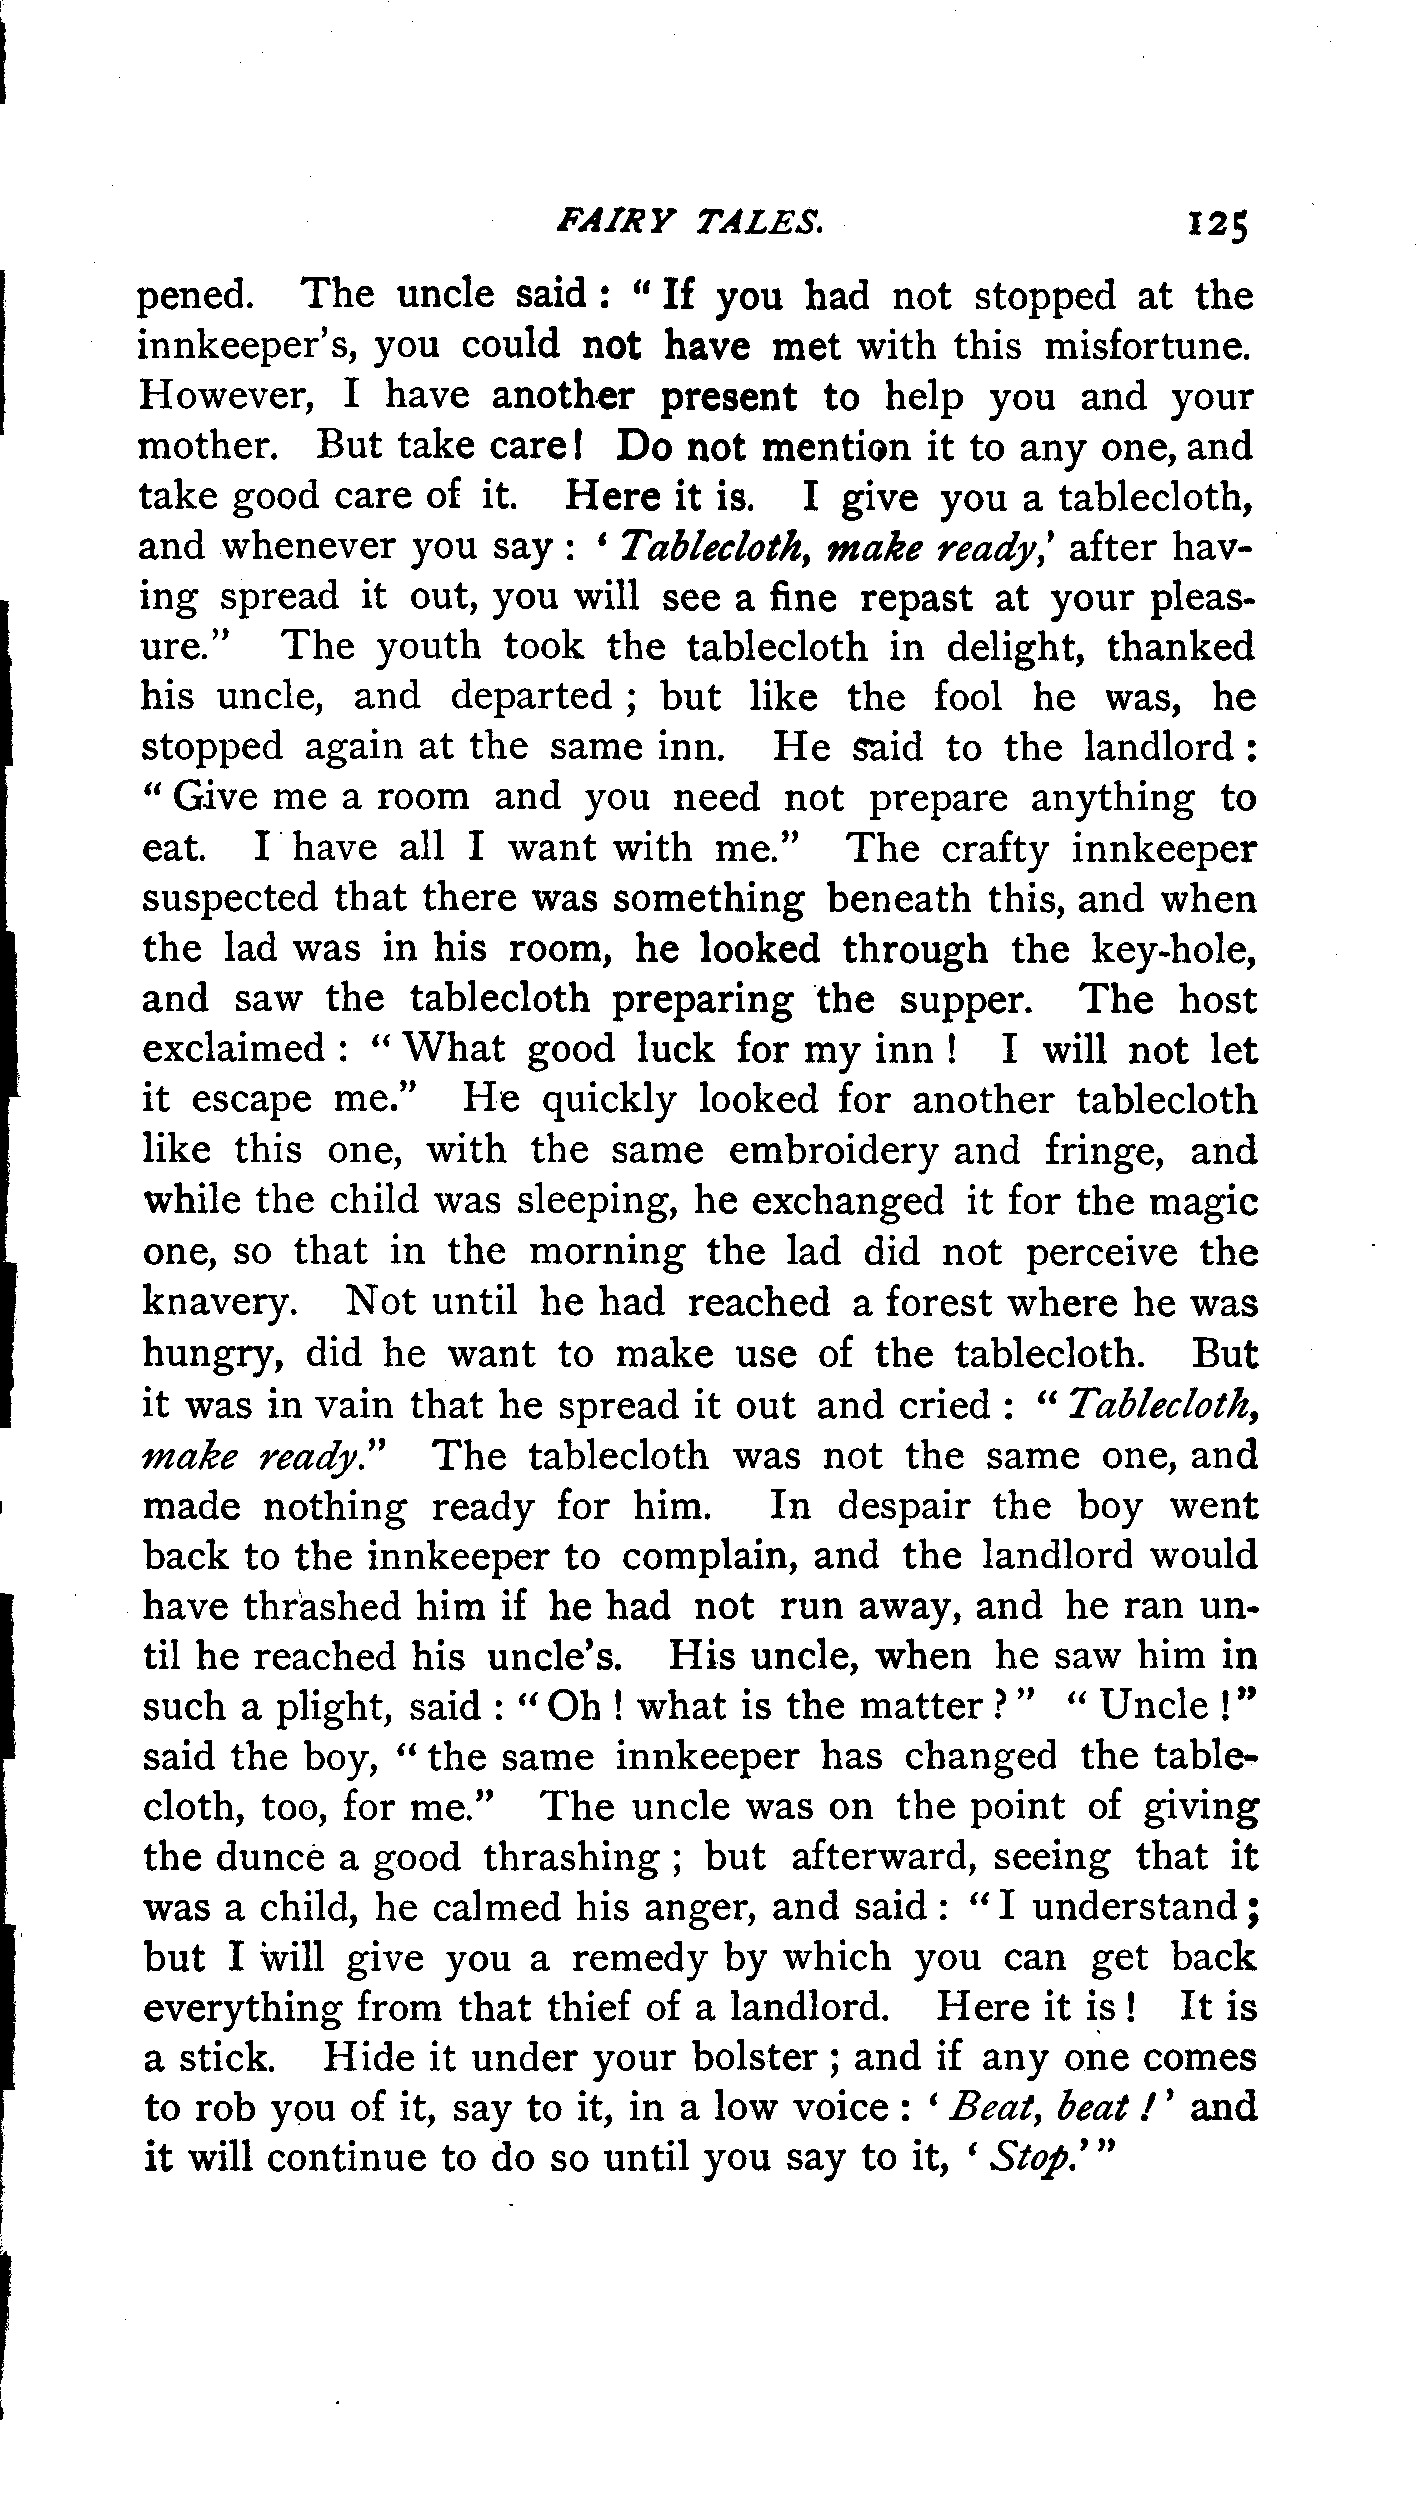 FAIRY TALES. 125
pened. The uncle said : " If you had not stopped at the
innkeeper's, you could not have met with this misfortune.
However, I have another present to help you and your
mother. But take care! Do not mention it to any one, and
take good care of it. Here it is. I give you a tablecloth,
and whenever you say : ' Tablecloth, make ready,' after hav-
ing spread it out, you will see a fine repast at your pleas-
ure." The youth took the tablecloth in delight, thanked
his uncle, and departed ; but like the fool he was, he
stopped again at the same inn. He said to the landlord :
" Give me a room and you need not prepare anything to
eat. I have all I want with me." The crafty innkeeper
suspected that there was something beneath this, and when
the lad was in his room, he looked through the key-hole,
and saw the tablecloth preparing the supper. The host
exclaimed : " What good luck for my inn ! I will not let
it escape me." He quickly looked for another tablecloth
like this one, with the same embroidery and fringe, and
while the child was sleeping, he exchanged it for the magic
one, so that in the morning the lad did not perceive the
knavery. Not until he had reached a forest where he was
hungry, did he want to make use of the tablecloth. But
it was in vain that he spread it out and cried : " Tablecloth,
make ready." The tablecloth was not the same one, and
made nothing ready for him. In despair the boy went
back to the innkeeper to complain, and the landlord would
have thrashed him if he had not run away, and he ran un-
til he reached his uncle's. His uncle, when he saw him in
such a plight, said : " Oh ! what is the matter ? " " Uncle !"
said the boy, " the same innkeeper has changed the table-
cloth, too, for me." The uncle was on the point of giving
the dunce a good thrashing ; but afterward, seeing that it
was a child, he calmed his anger, and said : " I understand ;
but I will give you a remedy by which you can get back
everything from that thief of a landlord. Here it is ! It is
a stick. Hide it under your bolster ; and if any one comes
to rob you of it, say to it, in a low voice : ' Beat, beat ! ' and
it will continue to do so until you say to it, ' Stop.' "